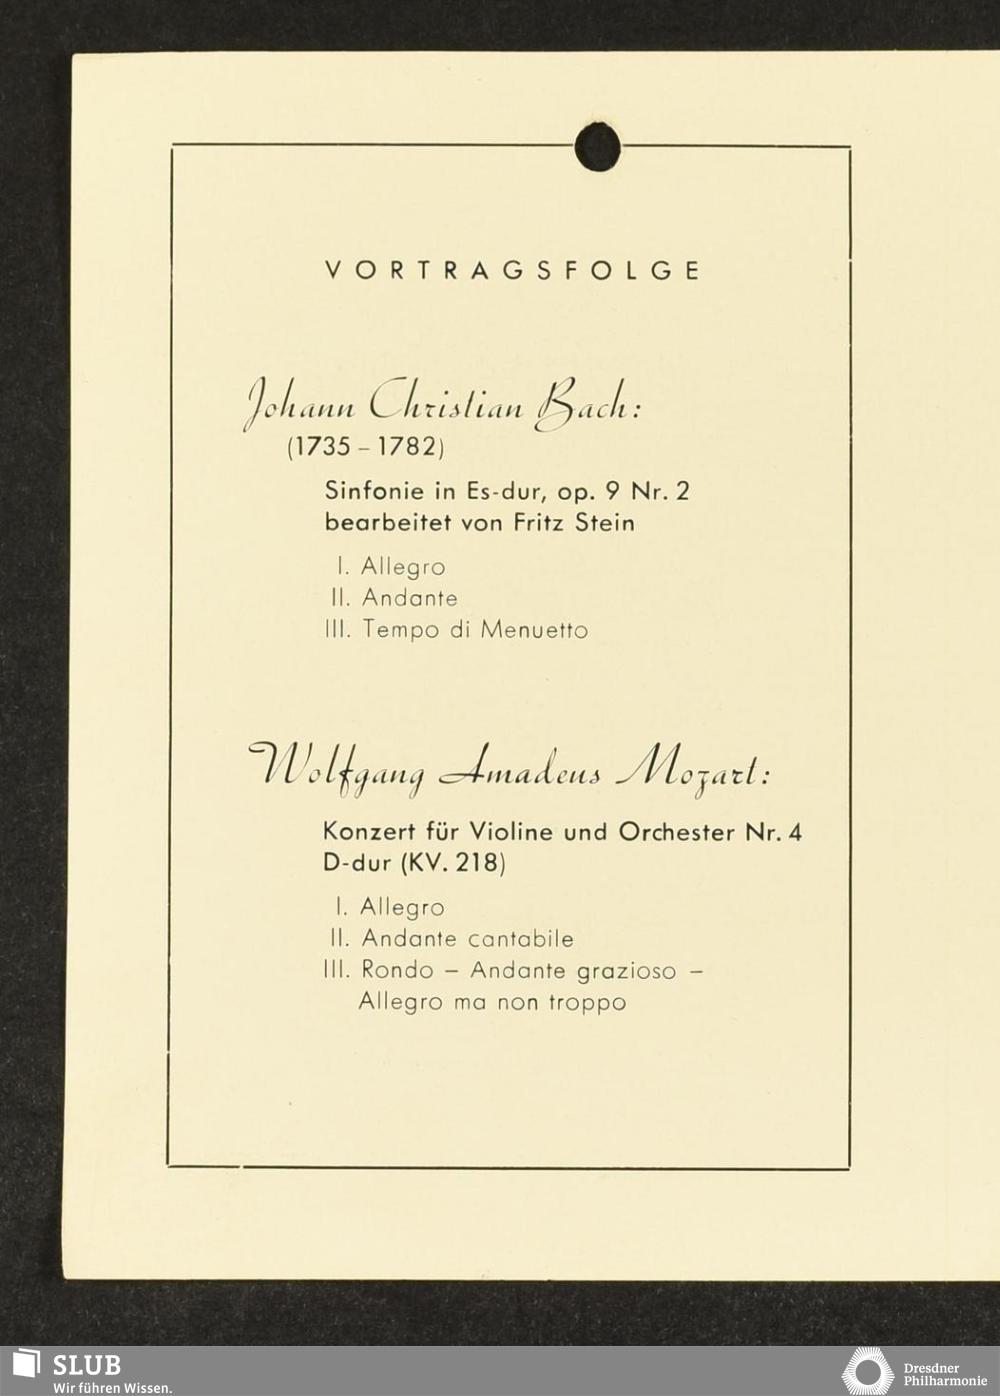 VORTRAGSFOLGE
Johann Christian Bach:
(1735 – 1782)
Sinfonie in Es-dur, op. 9 Nr. 2
bearbeitet von Fritz Stein
I. Allegro
II. Andante
III. Tempo di Menuetto
Wolfgang Amadeus Mozart:
Konzert für Violine und Orchester Nr. 4
D-dur (KV. 218)
I. Allegro
II. Andante cantabile
III. Rondo – Andante grazioso –
Allegro ma non troppo
SLUB
Wir führen Wissen.
Dresdner
Philharmonie